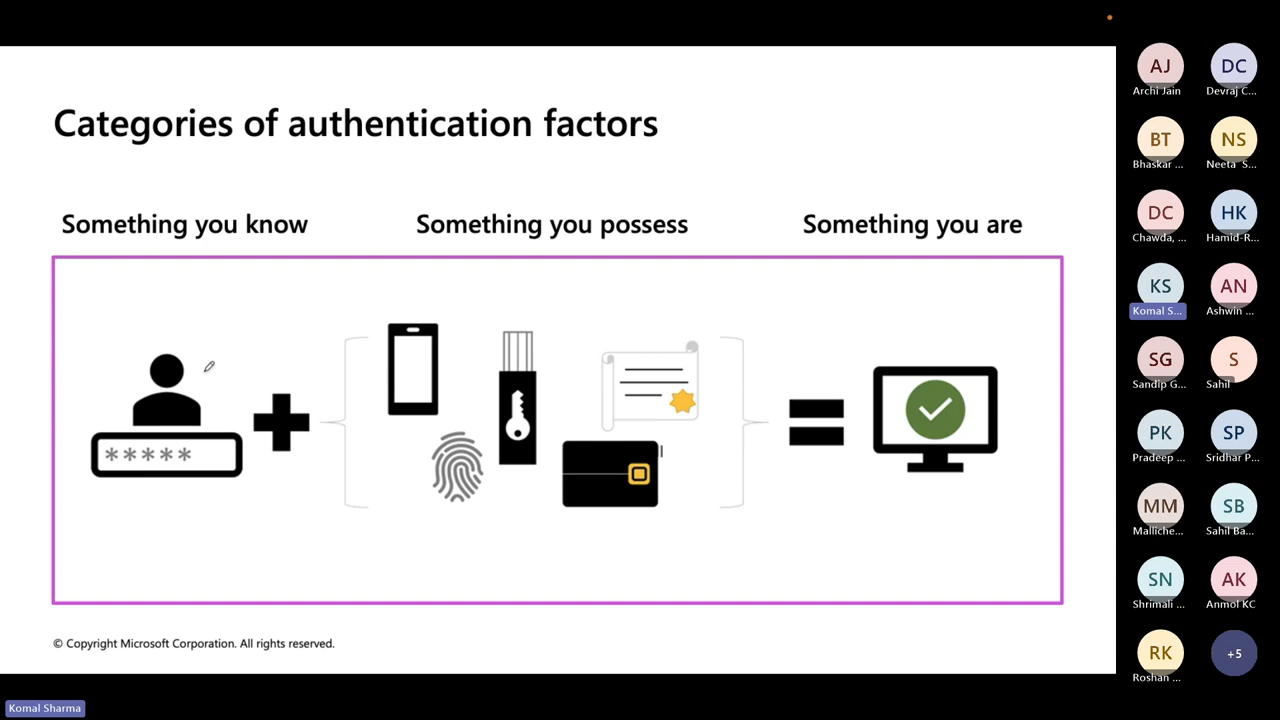 Categories of authentication factors
Something you know
Something you possess
Something you are
*****
© Copyright Microsoft Corporation. All rights reserved.
AJ
Archi Jain
DC
Devraj C...
BT
Bhaskar ...
NS
Neeta S...
DC
Chawda, ...
HK
Hamid-R...
KS
Komal S...
AN
Ashwin ...
SG
Sandip G...
S
Sahil
PK
Pradeep ...
SP
Sridhar P...
MM
Malliche...
SB
Sahil Ba...
SN
Shrimali ...
AK
Anmol KC
RK
Roshan ...
+5
Komal Sharma